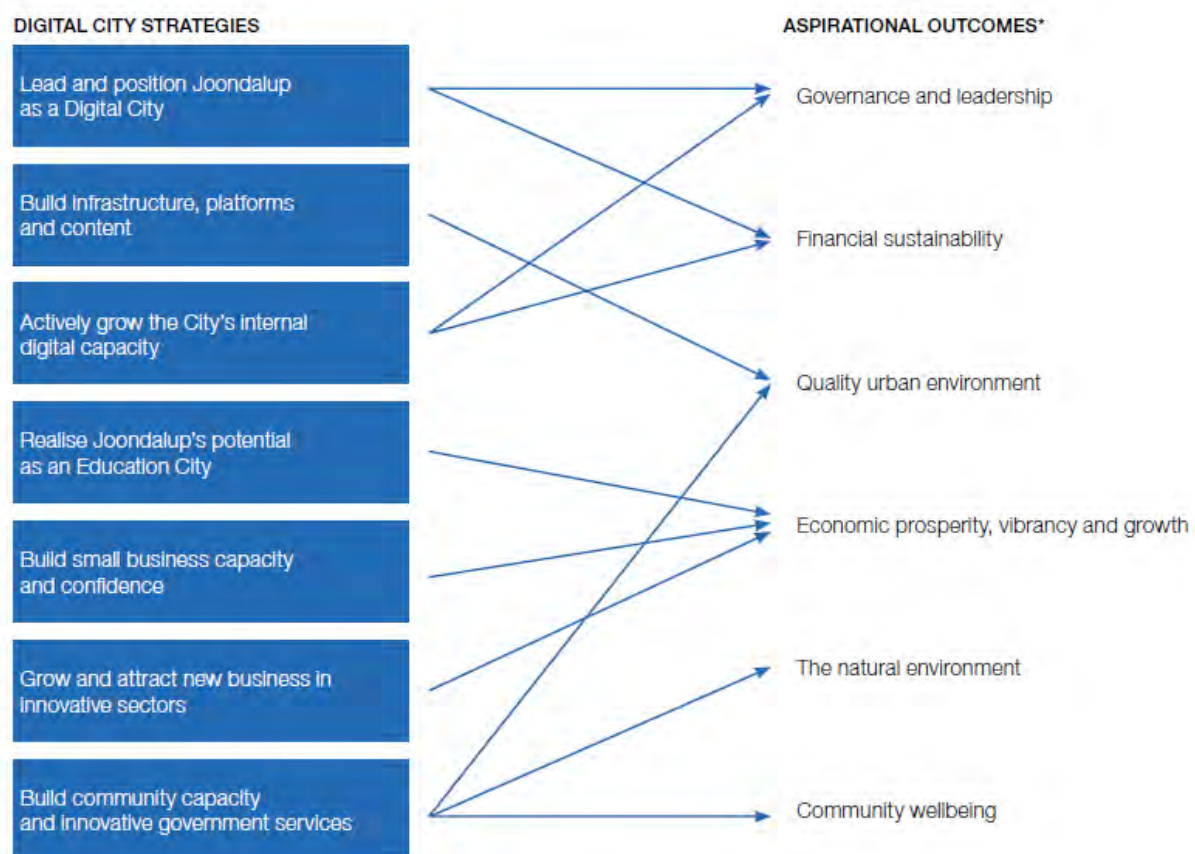 DIGITAL CITY STRATEGIES
Lead and position Joondalup
as a Digital City
Build infrastructure, platforms
and content
Actively grow the City's internal
digital capacity
Realise Joondalup's potential
as an Education City
Build small business capacity
and confidence
Grow and attract new business in
innovative sectors
Build community capacity
and innovative government services
ASPIRATIONAL OUTCOMES*
Governance and leadership
Financial sustainability
Quality urban environment
Economic prosperity, vibrancy and growth
The natural environment
Community wellbeing